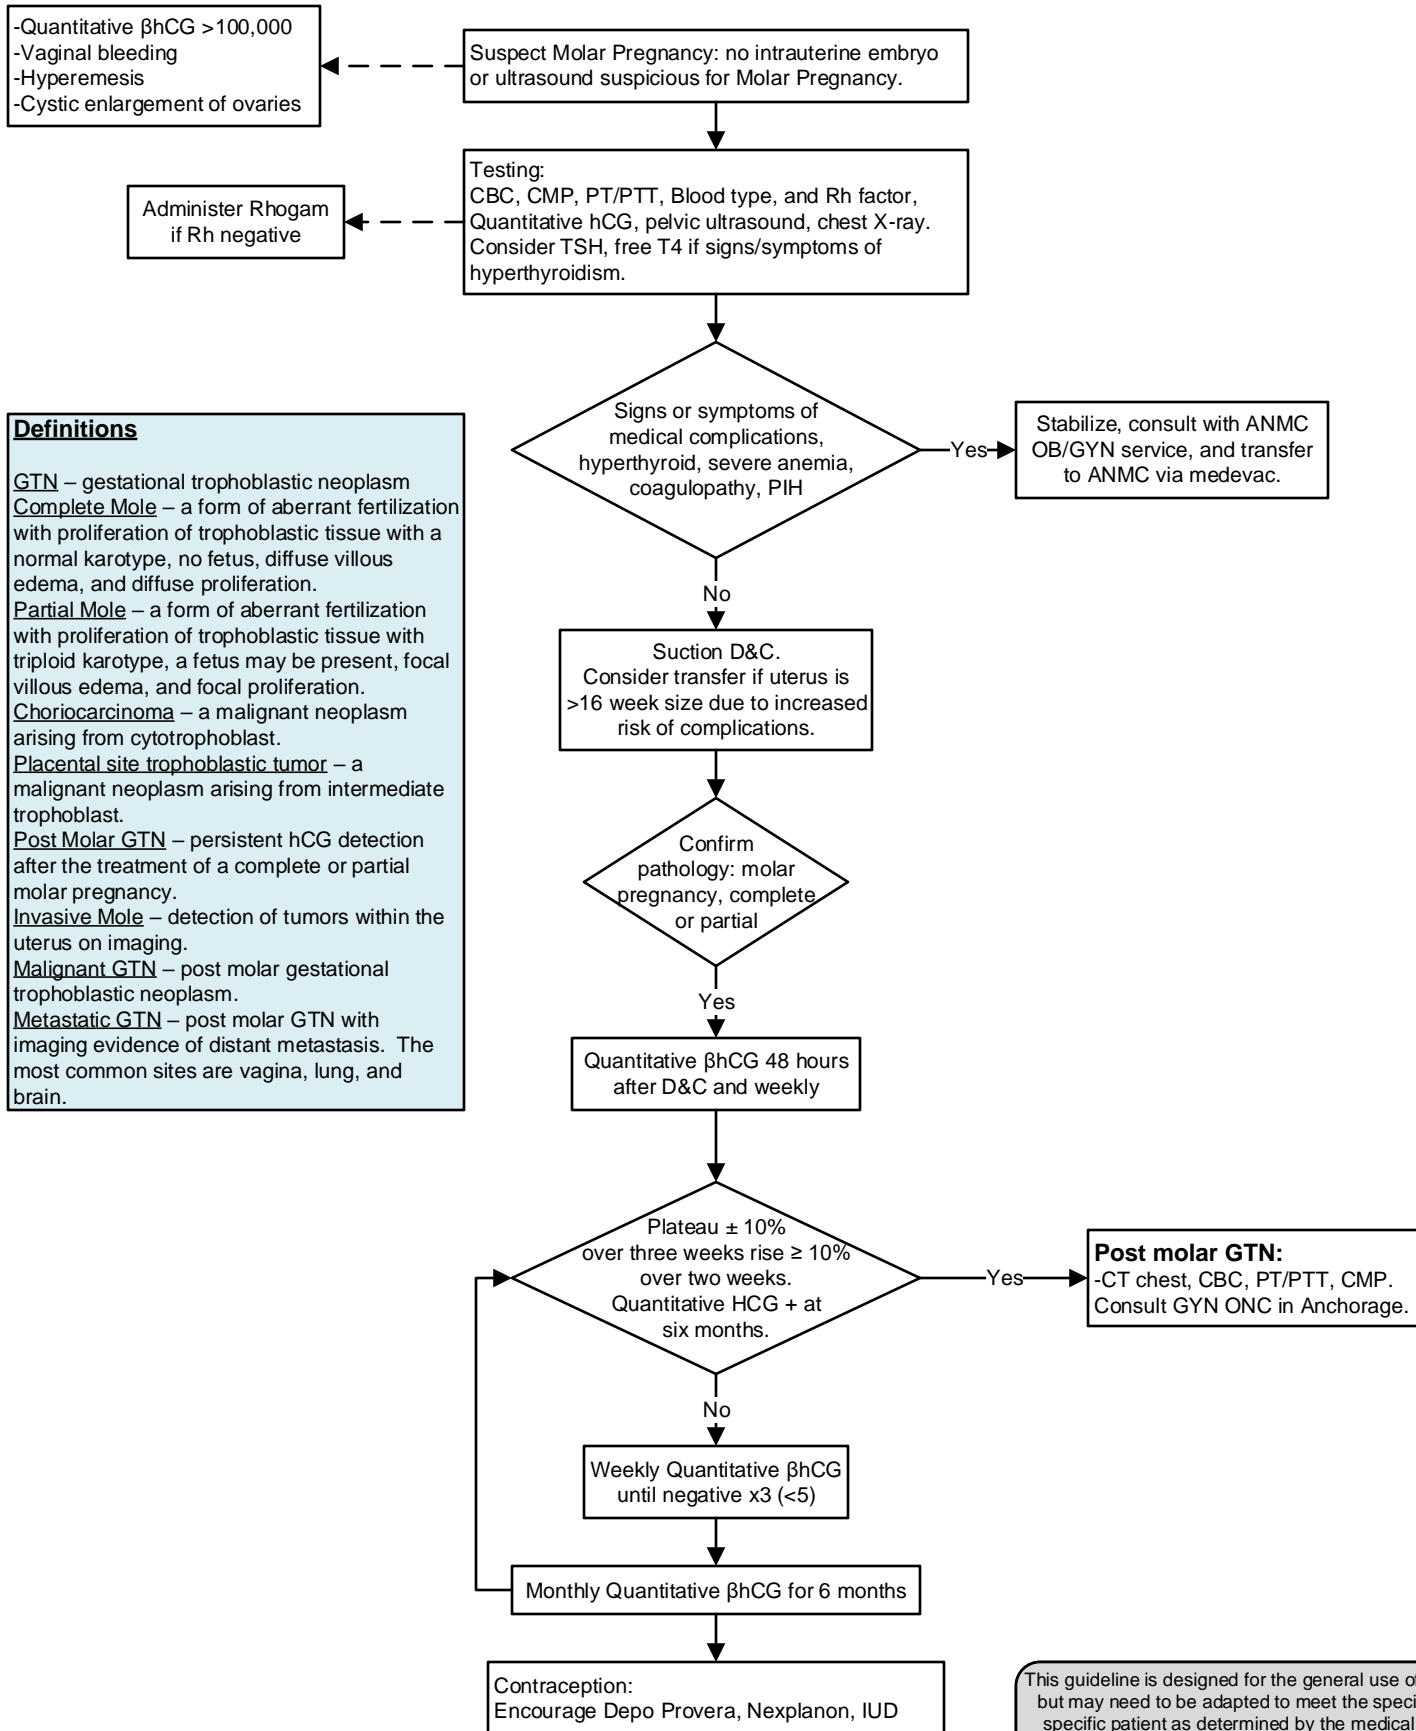 -Quantitative βhCG >100,000
-Vaginal bleeding
-Hyperemesis
-Cystic enlargement of ovaries
Suspect Molar Pregnancy: no intrauterine embryo
or ultrasound suspicious for Molar Pregnancy.
Testing:
CBC, CMP, PT/PTT, Blood type, and Rh factor,
Quantitative hCG, pelvic ultrasound, chest X-ray.
Consider TSH, free T4 if signs/symptoms of
hyperthyroidism.
Administer Rhogam
if Rh negative
Signs or symptoms of
medical complications,
hyperthyroid, severe anemia,
coagulopathy, PIH
Yes
Stabilize, consult with ANMC
OB/GYN service, and transfer
to ANMC via medevac.
No
Definitions
GTN – gestational trophoblastic neoplasm
Complete Mole – a form of aberrant fertilization
with proliferation of trophoblastic tissue with a
normal karotype, no fetus, diffuse villous
edema, and diffuse proliferation.
Partial Mole – a form of aberrant fertilization
with proliferation of trophoblastic tissue with
triploid karotype, a fetus may be present, focal
villous edema, and focal proliferation.
Choriocarcinoma – a malignant neoplasm
arising from cytotrophoblast.
Placental site trophoblastic tumor – a
malignant neoplasm arising from intermediate
trophoblast.
Post Molar GTN – persistent hCG detection
after the treatment of a complete or partial
molar pregnancy.
Invasive Mole – detection of tumors within the
uterus on imaging.
Malignant GTN – post molar gestational
trophoblastic neoplasm.
Metastatic GTN – post molar GTN with
imaging evidence of distant metastasis. The
most common sites are vagina, lung, and
brain.
Suction D&C.
Consider transfer if uterus is
>16 week size due to increased
risk of complications.
Confirm
pathology: molar
pregnancy, complete
or partial
Yes
Quantitative βhCG 48 hours
after D&C and weekly
Plateau ± 10%
over three weeks rise ≥ 10%
over two weeks.
Quantitative HCG + at
six months.
Yes
Post molar GTN:
-CT chest, CBC, PT/PTT, CMP.
Consult GYN ONC in Anchorage.
No
Weekly Quantitative βhCG
until negative x3 (<5)
Monthly Quantitative βhCG for 6 months
Contraception:
Encourage Depo Provera, Nexplanon, IUD
This guideline is designed for the general use of
but may need to be adapted to meet the speci
specific patient as determined by the medical